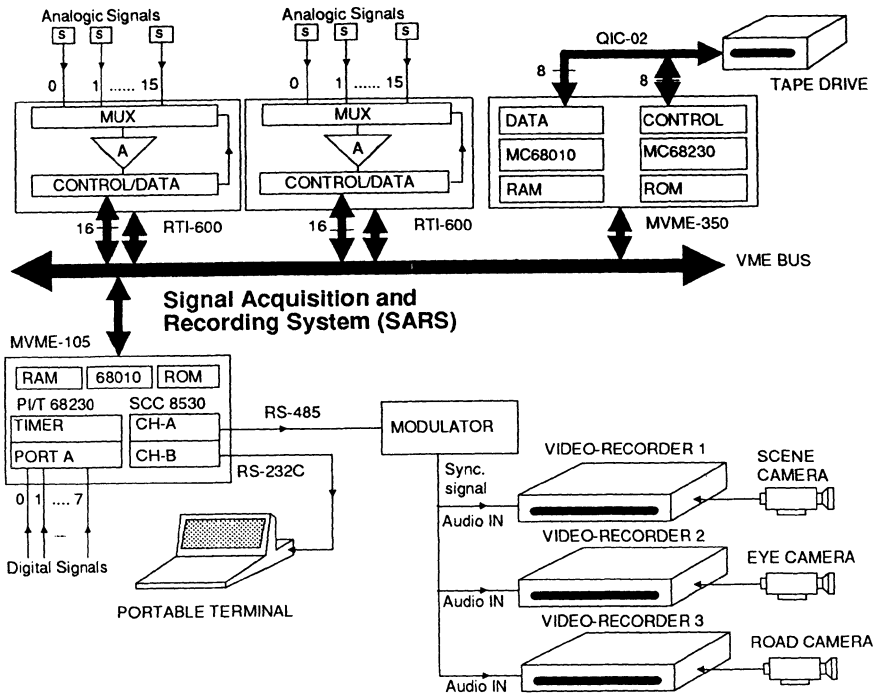 Analogic Signals
S S S
0 1 ...... 15
MUX
A
CONTROL/DATA
16
RTI-600
Analogic Signals
S S S
0 1 ...... 15
MUX
A
CONTROL/DATA
16
RTI-600
QIC-02
8
8
TAPE DRIVE
DATA
CONTROL
MC68010
MC68230
RAM
ROM
MVME-350
VME BUS
Signal Acquisition and
Recording System (SARS)
MVME-105
RAM
68010
ROM
PI/T 68230
SCC 8530
TIMER
CH-A
PORT A
CH-B
0 1 .... 7
...
Digital Signals
RS-485
RS-232C
PORTABLE TERMINAL
MODULATOR
Sync.
signal
Audio IN
VIDEO-RECORDER 1
SCENE
CAMERA
VIDEO-RECORDER 2
Audio IN
EYE CAMERA
VIDEO-RECORDER 3
Audio IN
ROAD CAMERA